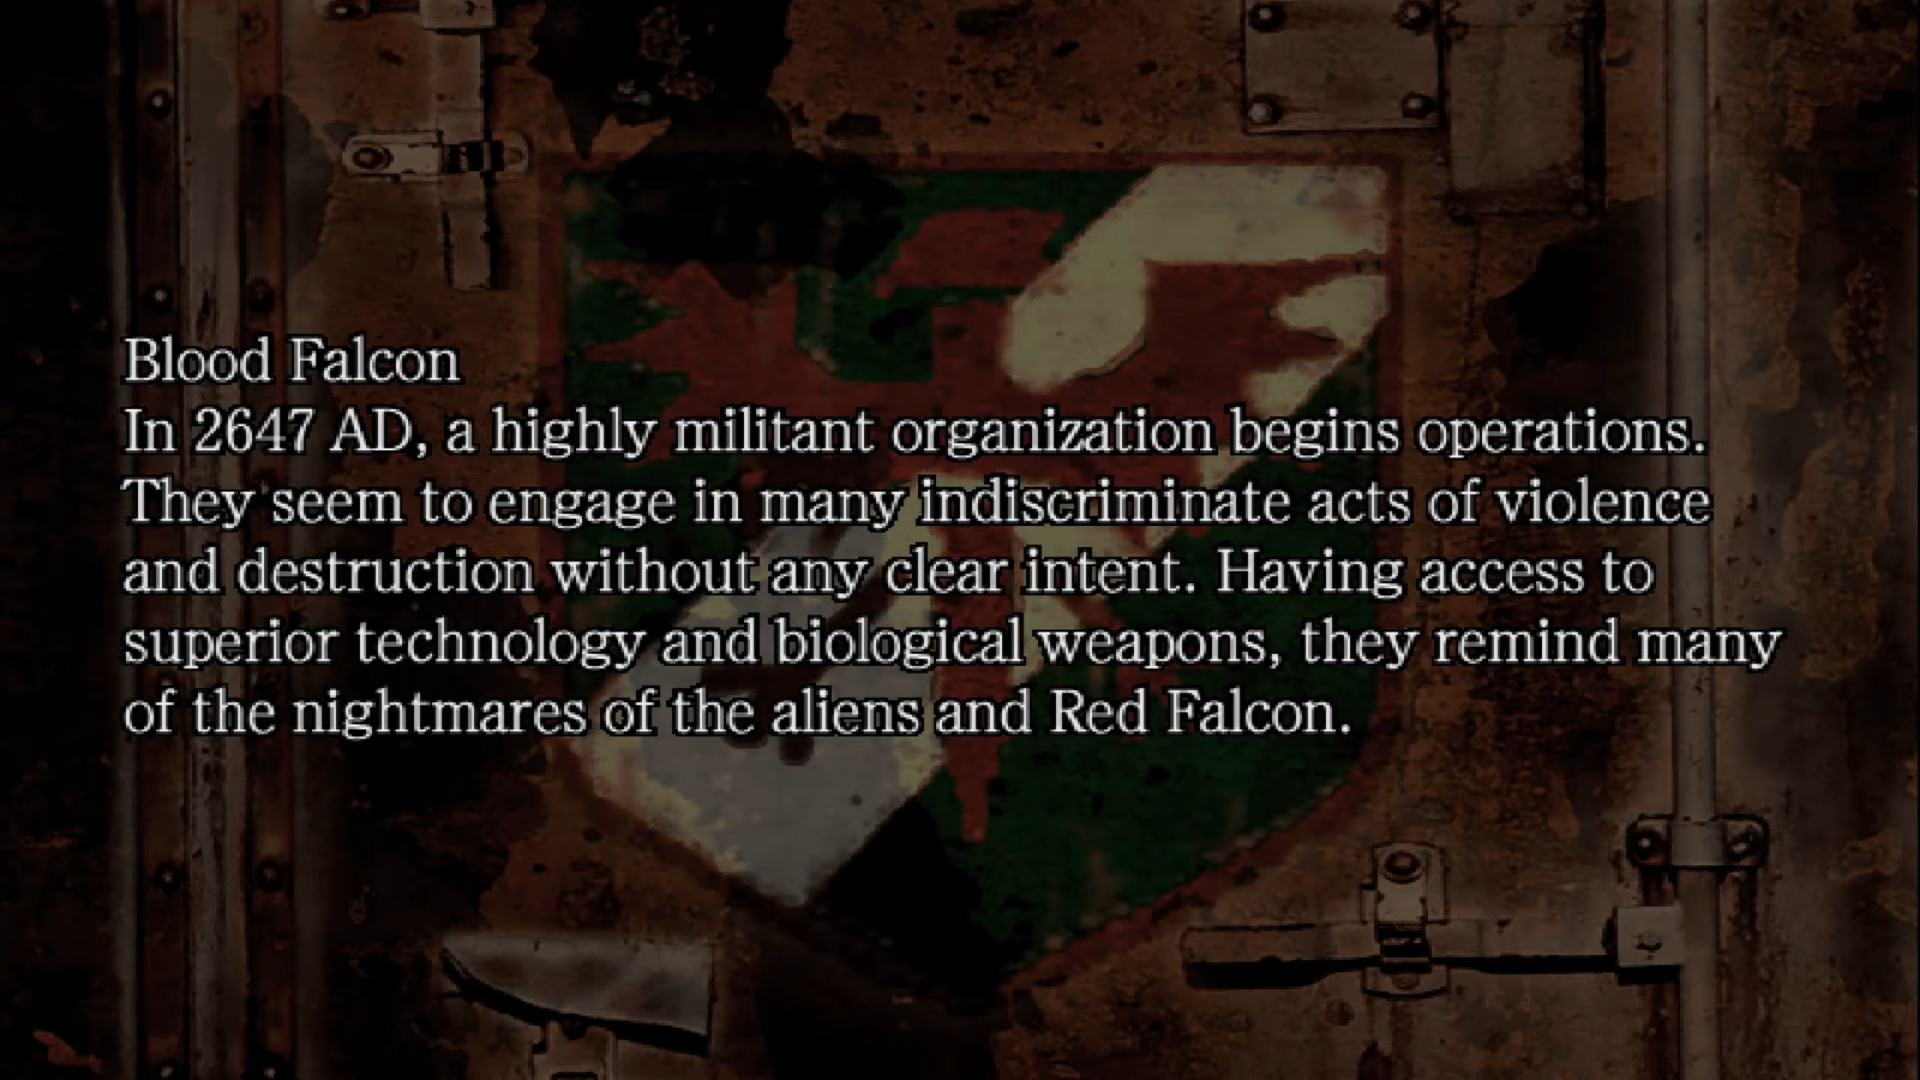 Blood Falcon
In 2647 AD, a highly militant organization begins operations.
They seem to engage in many indiscriminate acts of violence
and destruction without any clear intent. Having access to
superior technology and biological weapons, they remind many
of the nightmares of the aliens and Red Falcon.